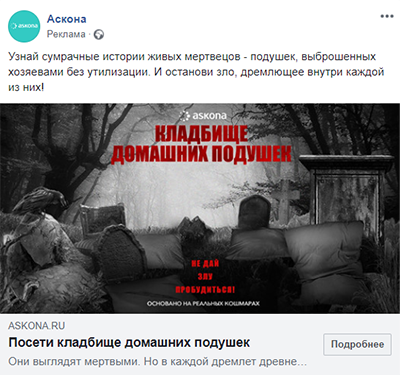 Аскона
Реклама ·
Узнай сумрачные истории живых мертвецов - подушек, выброшенных
хозяевами без утилизации. И останови зло, дремлющее внутри каждой
из них!
askona
askona
КЛАДБИЩЕ
ДОМАШНИХ ПОДУШЕК
НЕ ДАЙ
ЗЛУ
ПРОБУДИТЬСЯ!
ОСНОВАНО НА РЕАЛЬНЫХ КОШМАРАХ
ASKONA.RU
Посети кладбище домашних подушек
Они выглядят мертвыми. Но в каждой дремлет древне...
Подробнее